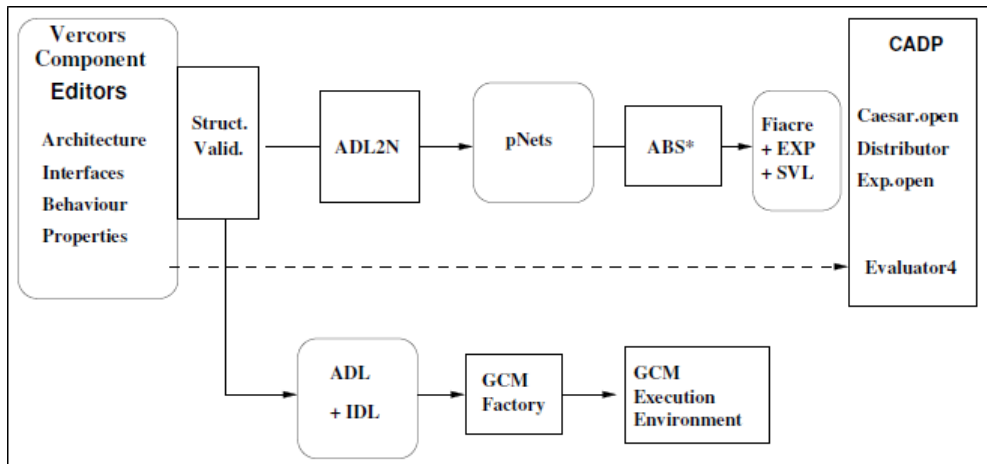 Vercors
Component
Editors
Architecture
Interfaces
Behaviour
Properties
Struct.
Valid.
ADL2N
pNets
ABS*
Fiacre
+ EXP
+ SVL
CADP
Caesar.open
Distributor
Exp.open
Evaluator4
ADL
+ IDL
GCM
Factory
GCM
Execution
Environment